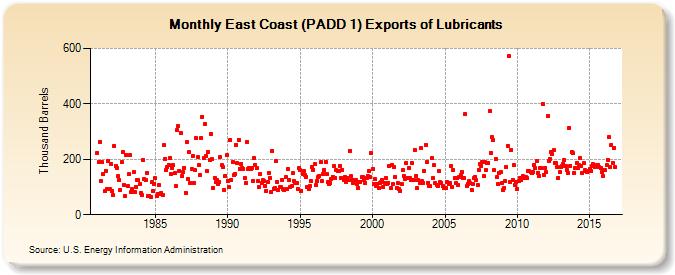 Monthly East Coast (PADD 1) Exports of Lubricants
Thousand Barrels
600
400
200
0
1985 1990 1995 2000 2005 2010 2015
Source: U.S. Energy Information Administration